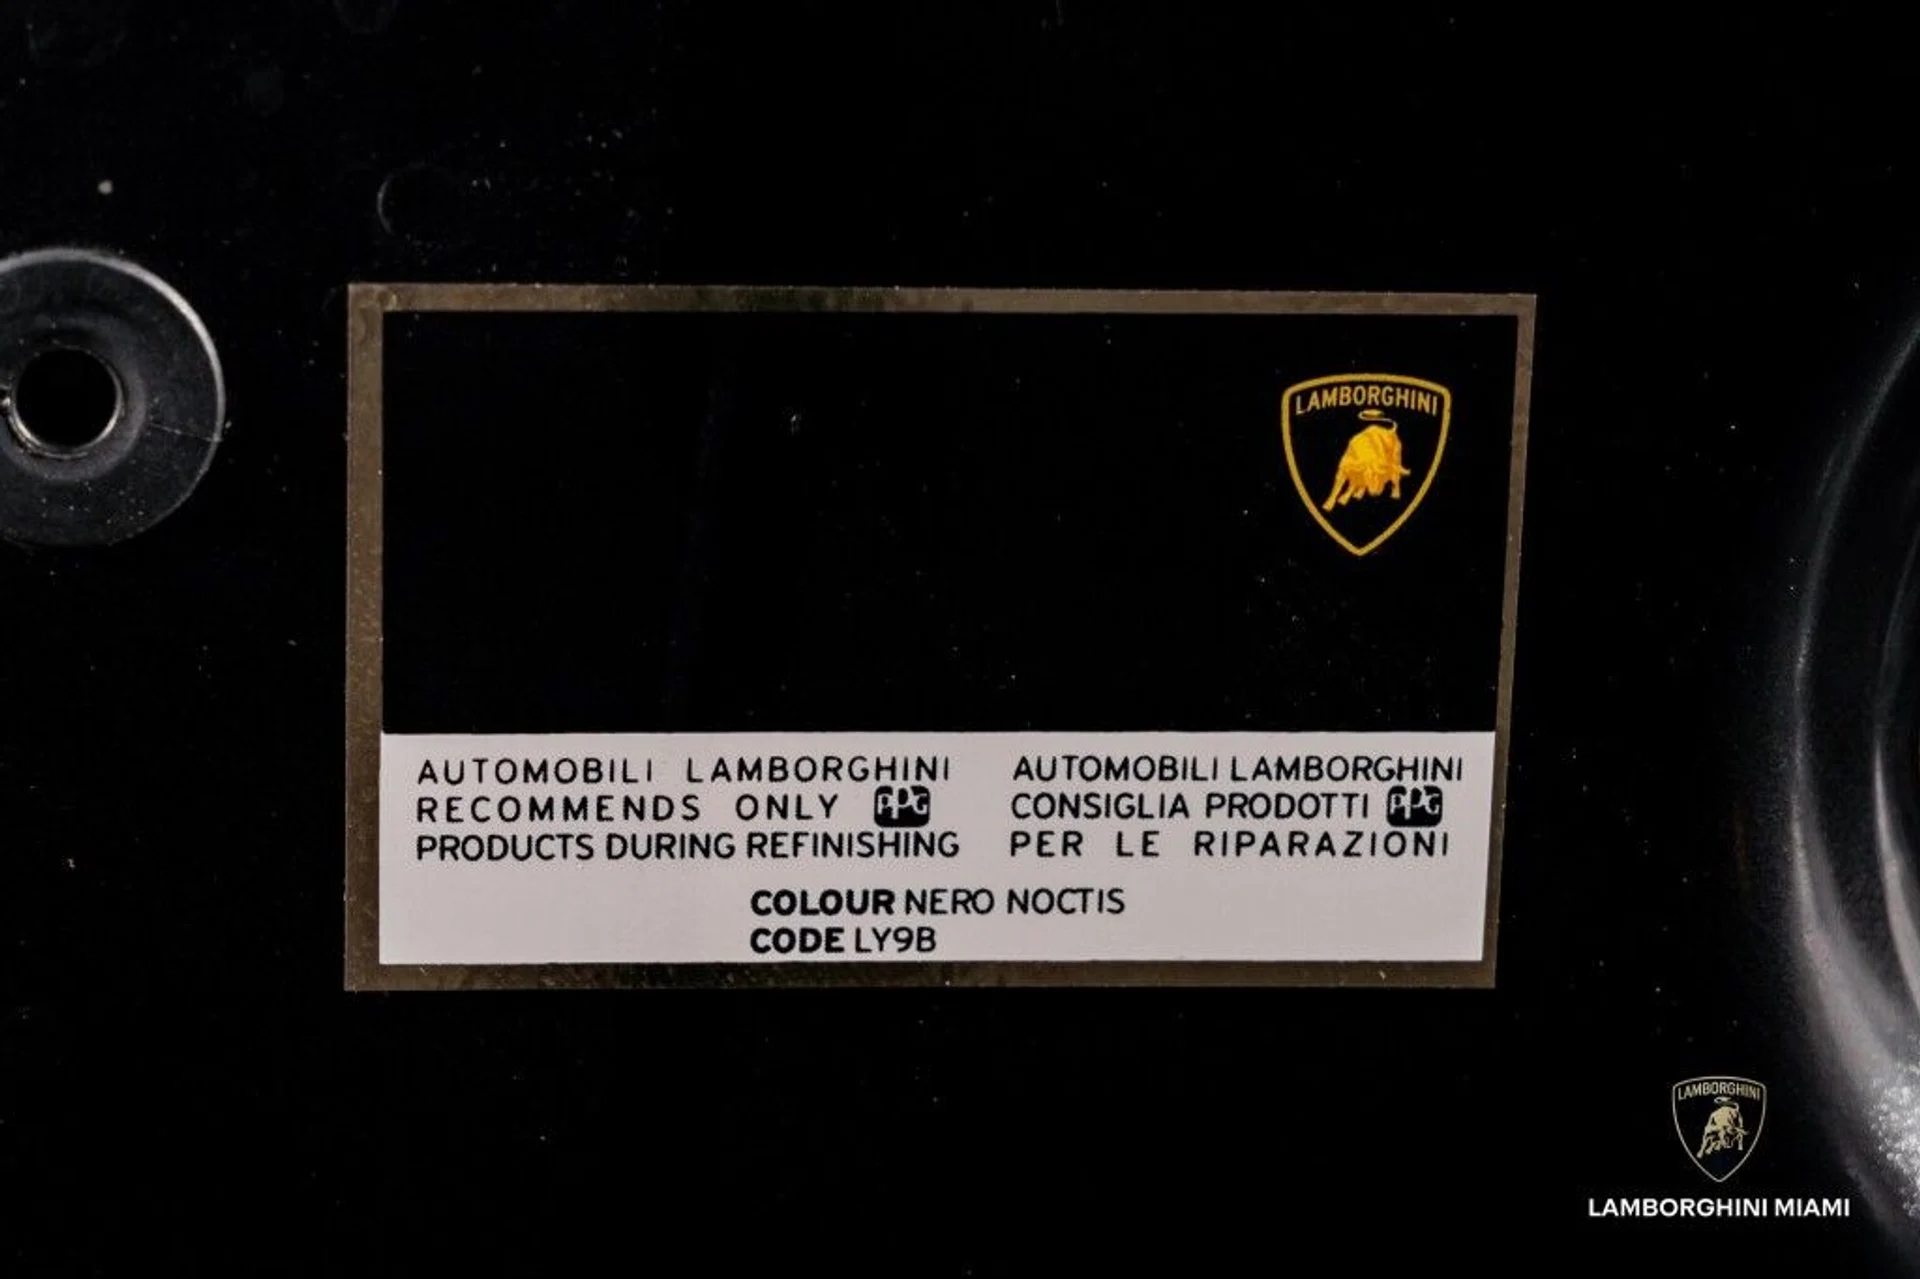 LAMBORGHINI
AUTOMOBILI LAMBORGHINI
RECOMMENDS ONLY PPG
PRODUCTS DURING REFINISHING
AUTOMOBILI LAMBORGHINI
CONSIGLIA PRODOTTI PPG
PER LE RIPARAZIONI
COLOUR NERO NOCTIS
CODE LY9B
LAMBORGHINI
LAMBORGHINI MIAMI